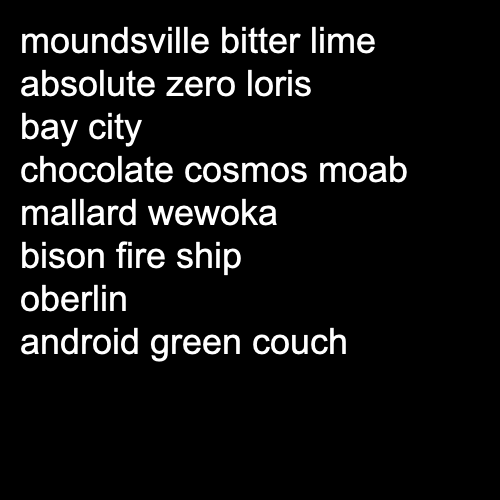 moundsville bitter lime
absolute zero loris
bay city
chocolate cosmos moab
mallard wewoka
bison fire ship
oberlin
android green couch